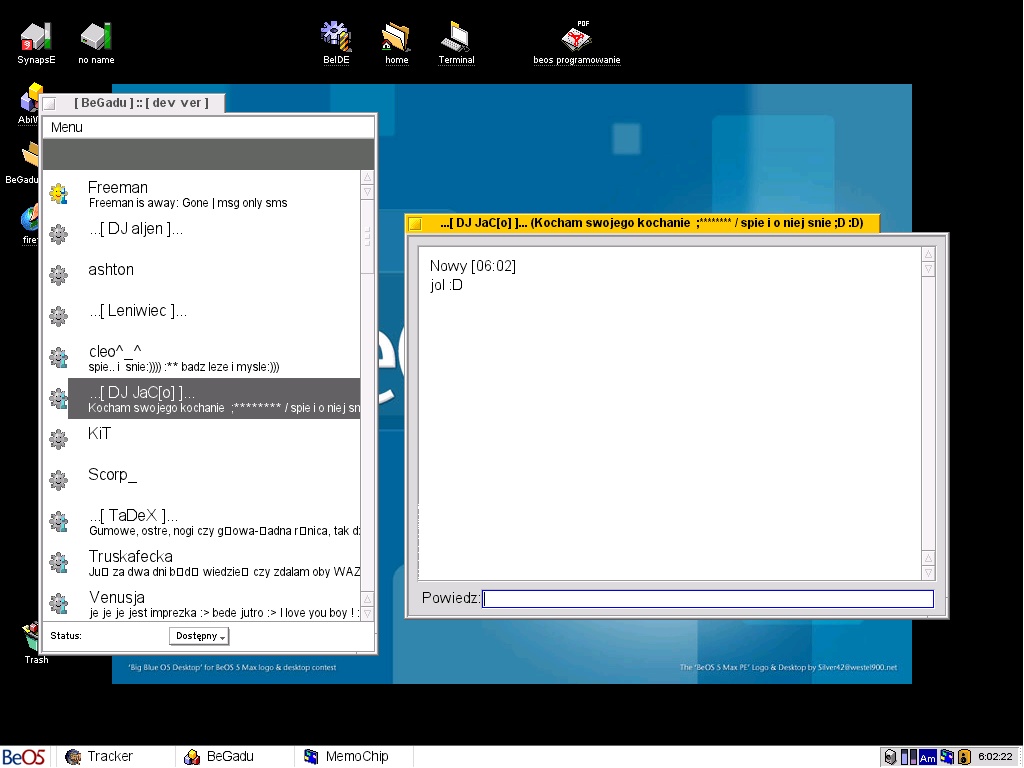 SynapsE
no name
BeIDE
home
Terminal
PDF
beos programowanie
[ BeGadu ] :: [ dev ver ]
Menu
Freeman
Freeman is away: Gone | msg only sms
...[ DJ aljen ]...
ashton
...[ Leniwiec ]...
cleo^_^
spie.. i snie:)))) :** badz leze i mysle:)))
...[ DJ JaC[o] ]...
Kocham swojego kochanie ;******** / spie i o niej sn
KiT
Scorp_
...[ TaDeX ]...
Gumowe, ostre, nogi czy g▯owa-▯adna r▯nica, tak d
Truskafecka
Ju▯ za dwa dni b▯d▯ wiedzie▯ czy zdalam oby WAZ
Venusja
je je je jest imprezka :> bede jutro :> I love you boy ! :
Status:
Dostępny
...[ DJ JaC[o] ]... (Kocham swojego kochanie ;******** / spie i o niej snie ;D :D)
Nowy [06:02]
jol :D
Powiedz:
AbiW
BeGadu
firef
Trash
'Big Blue OS Desktop' for BeOS 5 Max logo & desktop contest
The 'BeOS 5 Max PE' Logo & Desktop by Silver42@westel900.net
BeOS
Tracker
BeGadu
MemoChip
Am
6:02:22